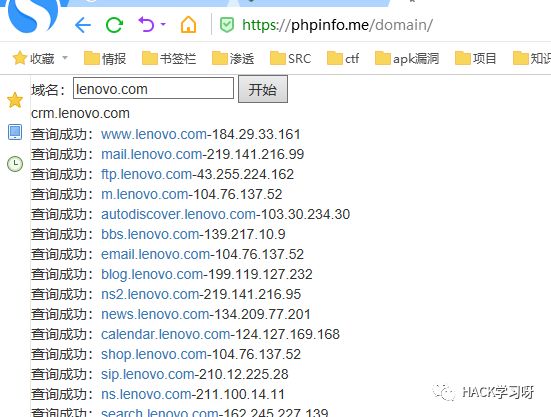 https://phpinfo.me/domain/
收藏 情报 书签栏 渗透 SRC ctf apk漏洞 项目 知
域名: lenovo.com 开始
crm.lenovo.com
查询成功: www.lenovo.com-184.29.33.161
查询成功: mail.lenovo.com-219.141.216.99
查询成功: ftp.lenovo.com-43.255.224.162
查询成功: m.lenovo.com-104.76.137.52
查询成功: autodiscover.lenovo.com-103.30.234.30
查询成功: bbs.lenovo.com-139.217.10.9
查询成功: email.lenovo.com-104.76.137.52
查询成功: blog.lenovo.com-199.119.127.232
查询成功: ns2.lenovo.com-219.141.216.95
查询成功: news.lenovo.com-134.209.77.201
查询成功: calendar.lenovo.com-124.127.169.168
查询成功: shop.lenovo.com-104.76.137.52
查询成功: sip.lenovo.com-210.12.225.28
查询成功: ns.lenovo.com-211.100.14.11
HACK学习呀
查询成功: search.lenovo.com-162.245.227.139